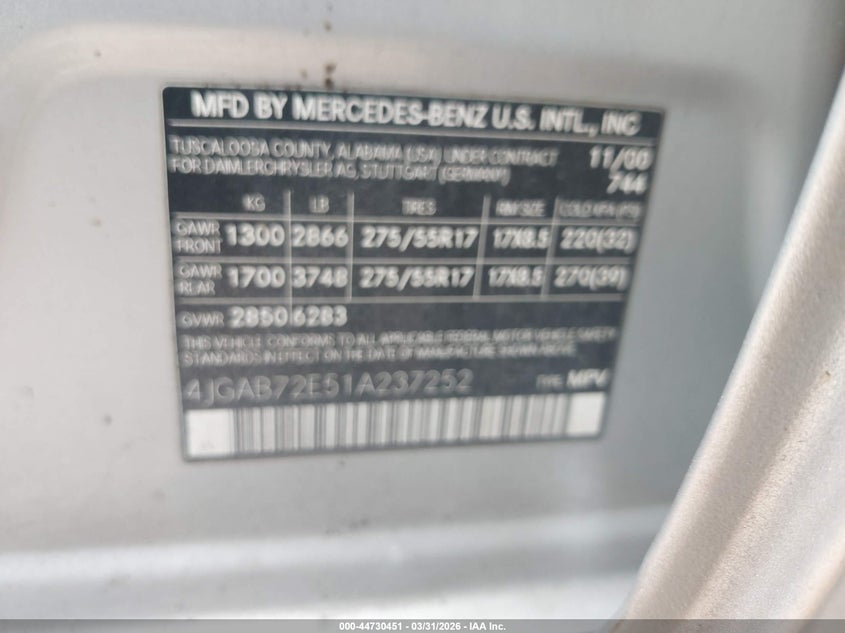 MFD BY MERCEDES-BENZ U.S. INTL., INC
TUSCALOOSA COUNTY, ALABAMA (USA) UNDER CONTRACT 11/00
FOR DAIMLERCHRYSLER AG, STUTTGART (GERMANY) 744
KG LB TIRES RIM SIZE
GAWR FRONT 1300 2866 275/55R17 17X8.5 220(32)
GAWR REAR 1700 3748 275/55R17 17X8.5 270(39)
GVWR 2850 6283
THIS VEHICLE CONFORMS TO ALL APPLICABLE FEDERAL MOTOR VEHICLE SAFETY
STANDARDS IN EFFECT ON THE DATE OF MANUFACTURE SHOWN ABOVE.
4JGAB72E51A237252 TYPE: MPV
000-44730451 | 03/31/2026 | IAA Inc.